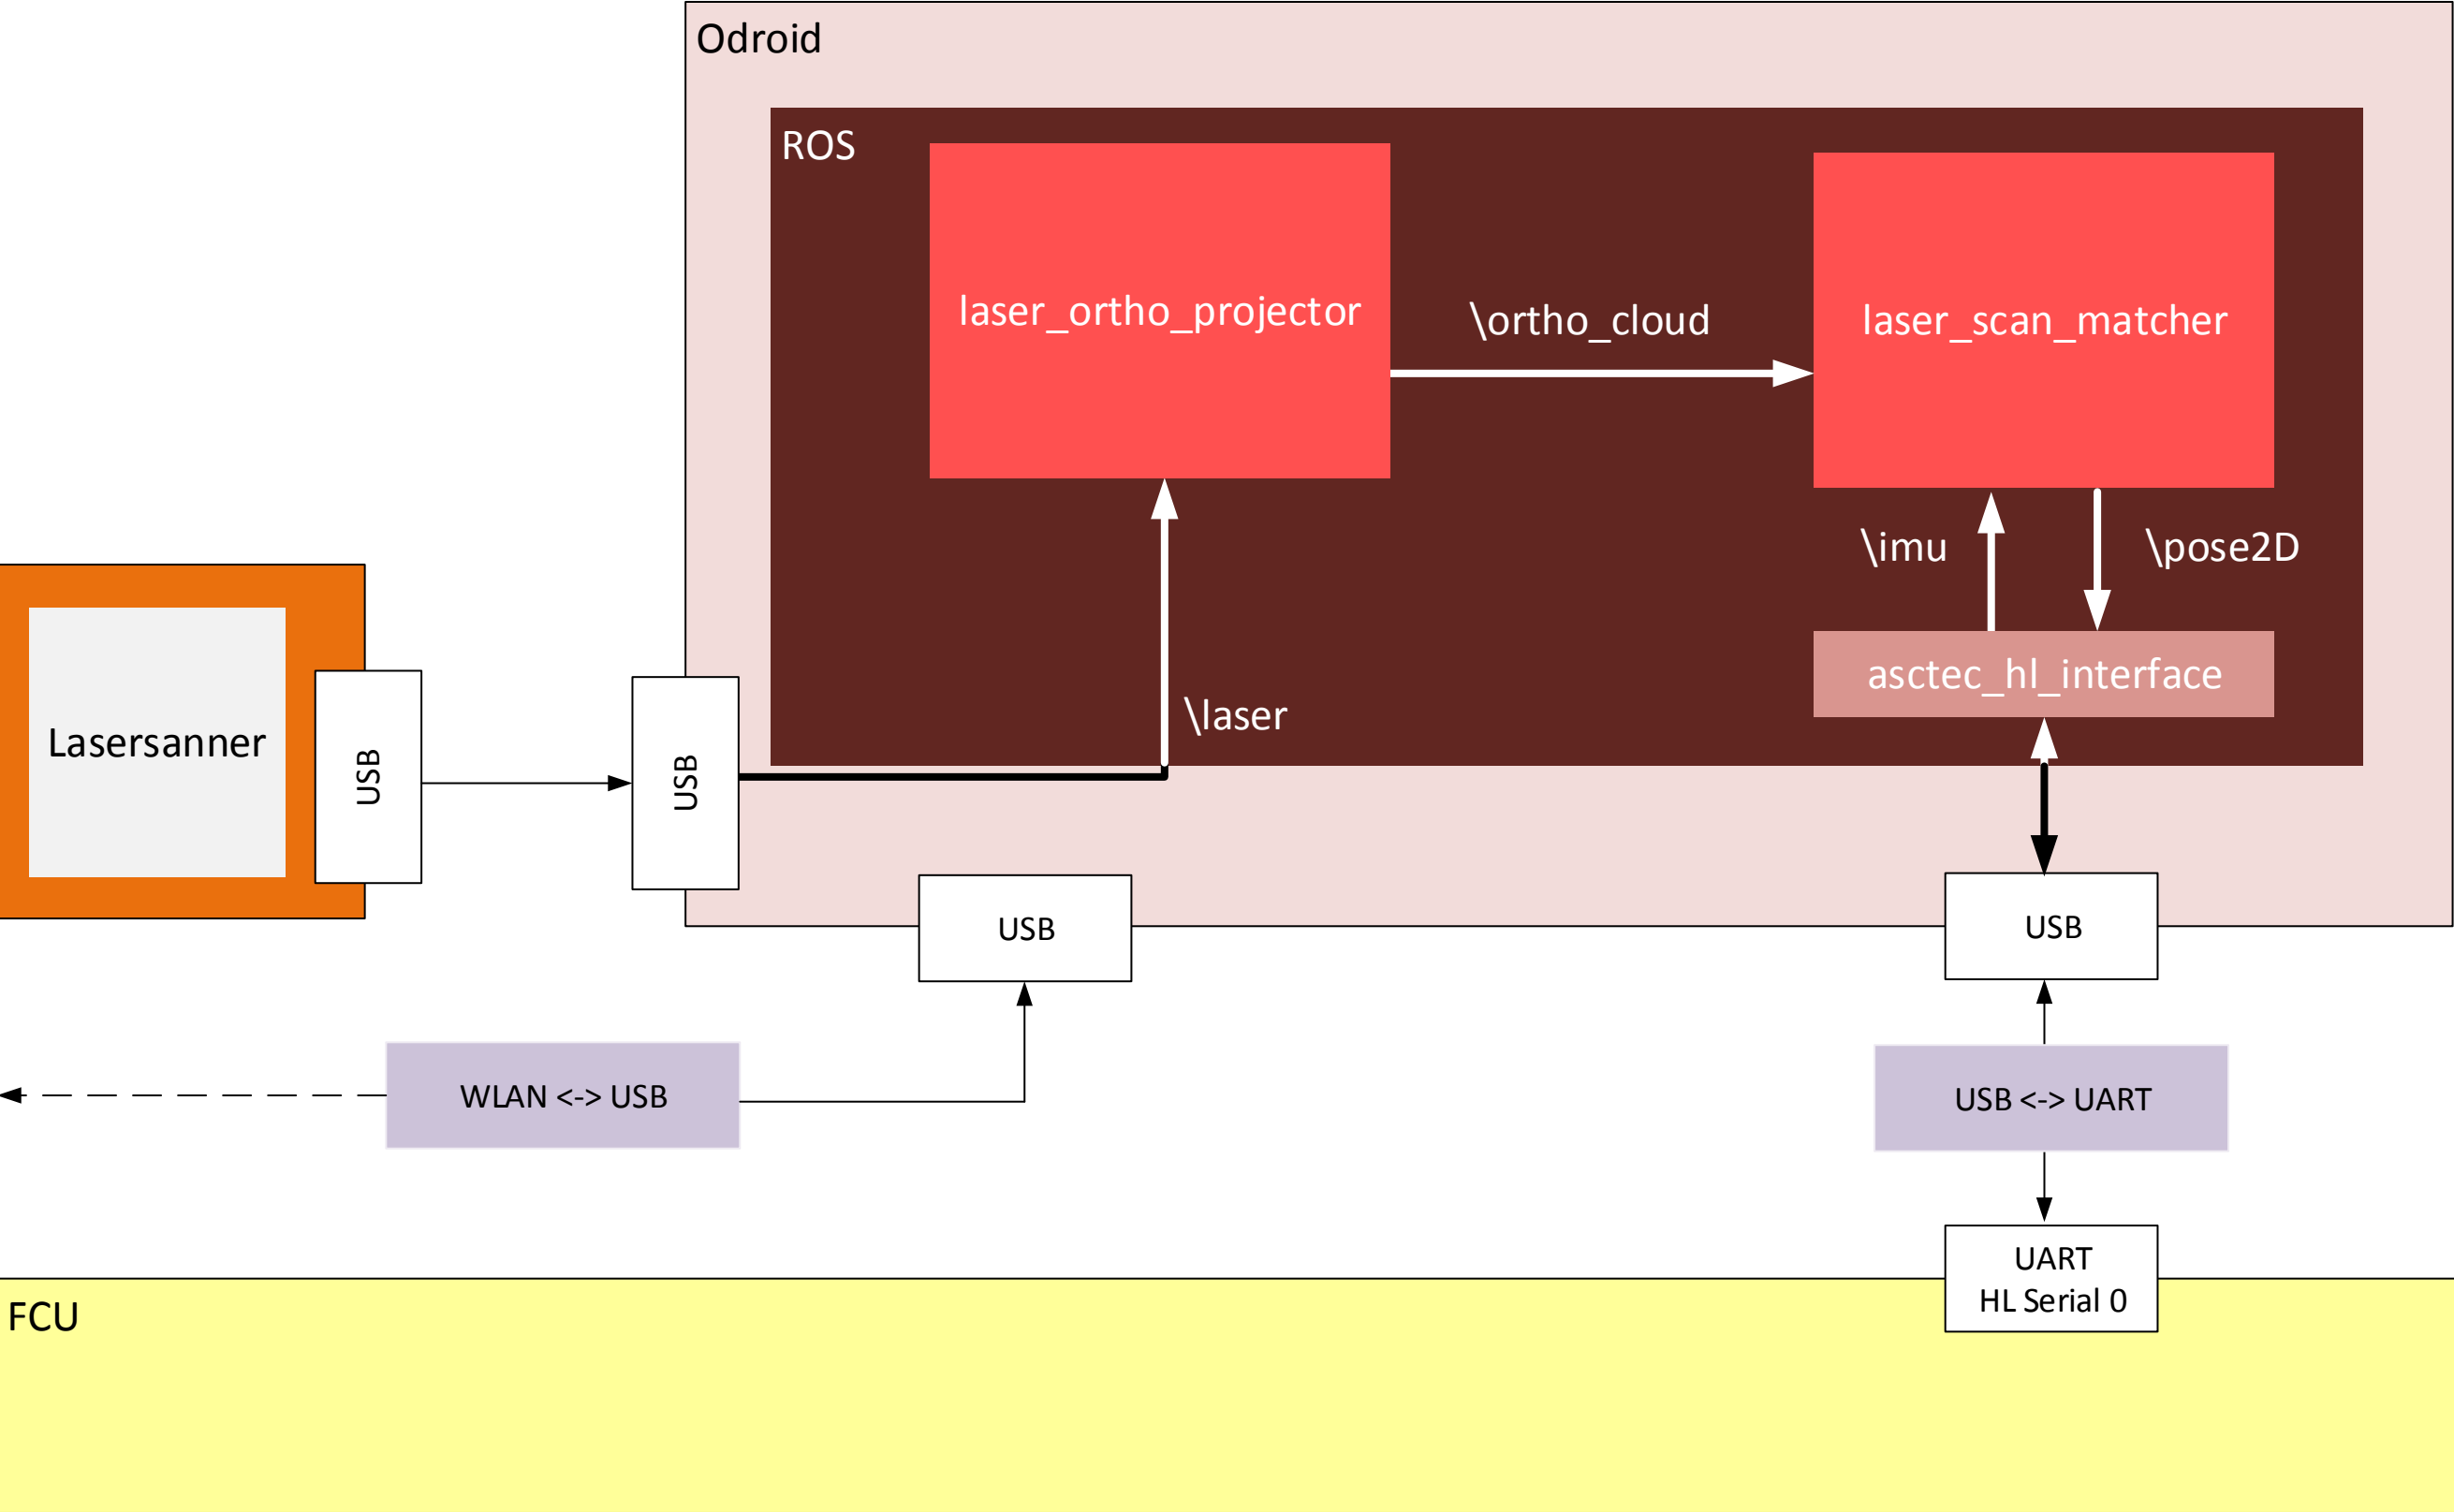 Odroid
ROS
laser_ortho_projector
\ortho_cloud
laser_scan_matcher
\imu
\pose2D
asctec_hl_interface
\laser
Lasersanner
USB
USB
USB
USB
WLAN <-> USB
USB <-> UART
UART
HL Serial 0
FCU